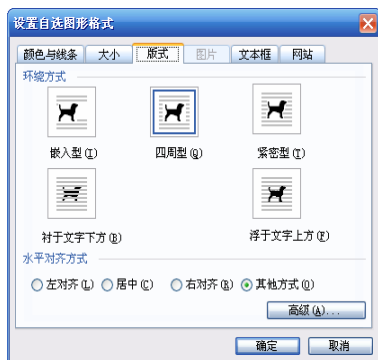 设置自选图形格式
颜色与线条 大小 版式 图片 文本框 网站
环绕方式
嵌入型(I) 四周型(Q) 紧密型(T)
衬于文字下方(B) 浮于文字上方(F)
水平对齐方式
左对齐(L) 居中(C) 右对齐(R) 其他方式(O)
高级(A)...
确定 取消